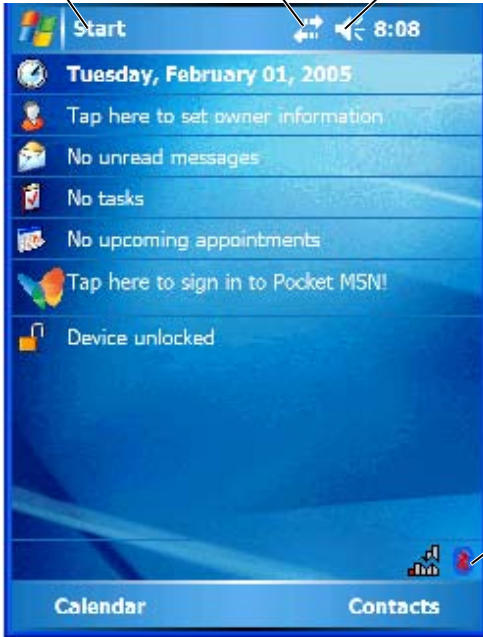 Start 8:08
Tuesday, February 01, 2005
Tap here to set owner information
No unread messages
No tasks
No upcoming appointments
Tap here to sign in to Pocket MSN!
Device unlocked
Calendar Contacts